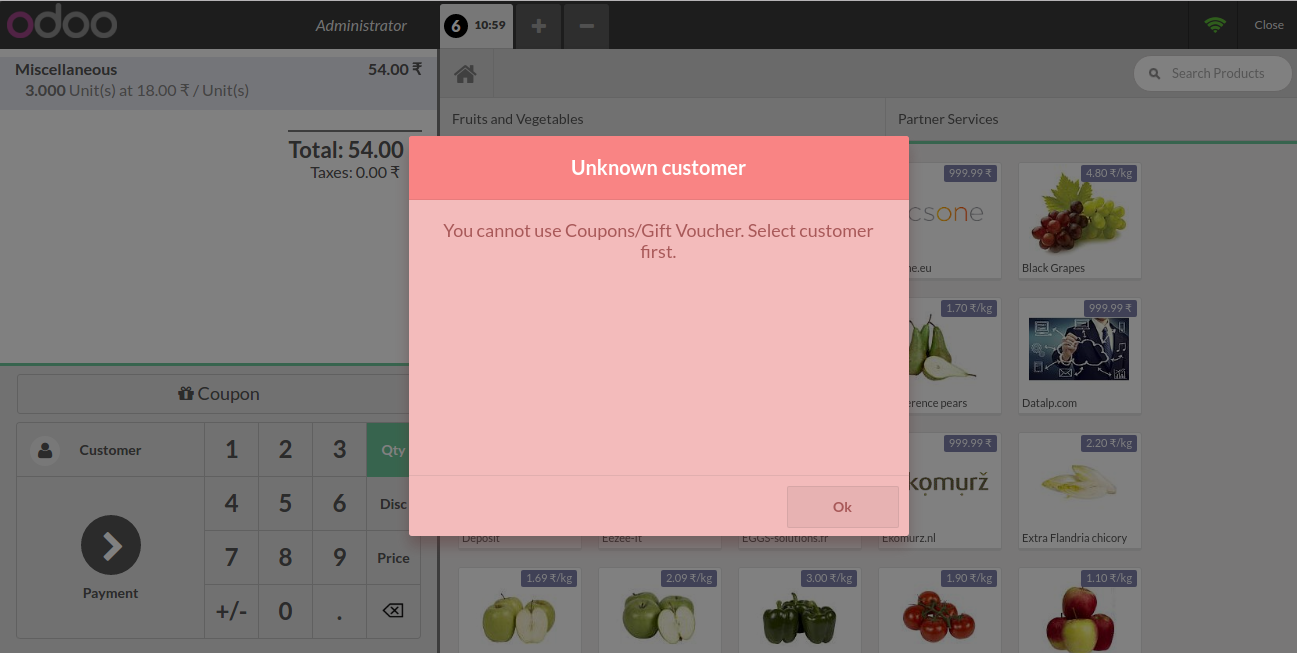 odoo
Administrator
6 10:59
Close
Miscellaneous 54.00 ₹
3.000 Unit(s) at 18.00 ₹ / Unit(s)
Total: 54.00
Taxes: 0.00 ₹
Search Products
Fruits and Vegetables
Partner Services
Unknown customer
You cannot use Coupons/Gift Voucher. Select customer
first.
Ok
999.99 ₹
csone
ne.eu
4.80 ₹/kg
Black Grapes
1.70 ₹/kg
erence pears
999.99 ₹
Datalp.com
999.99 ₹
komurž
2.20 ₹/kg
Deposit
Eezee-It
EGGS-solutions.fr
Ekomurz.nl
Extra Flandria chicory
1.69 ₹/kg
2.09 ₹/kg
3.00 ₹/kg
1.90 ₹/kg
1.10 ₹/kg
Coupon
Customer
1 2 3 Qty
4 5 6 Disc
7 8 9 Price
+/- 0 .
Payment